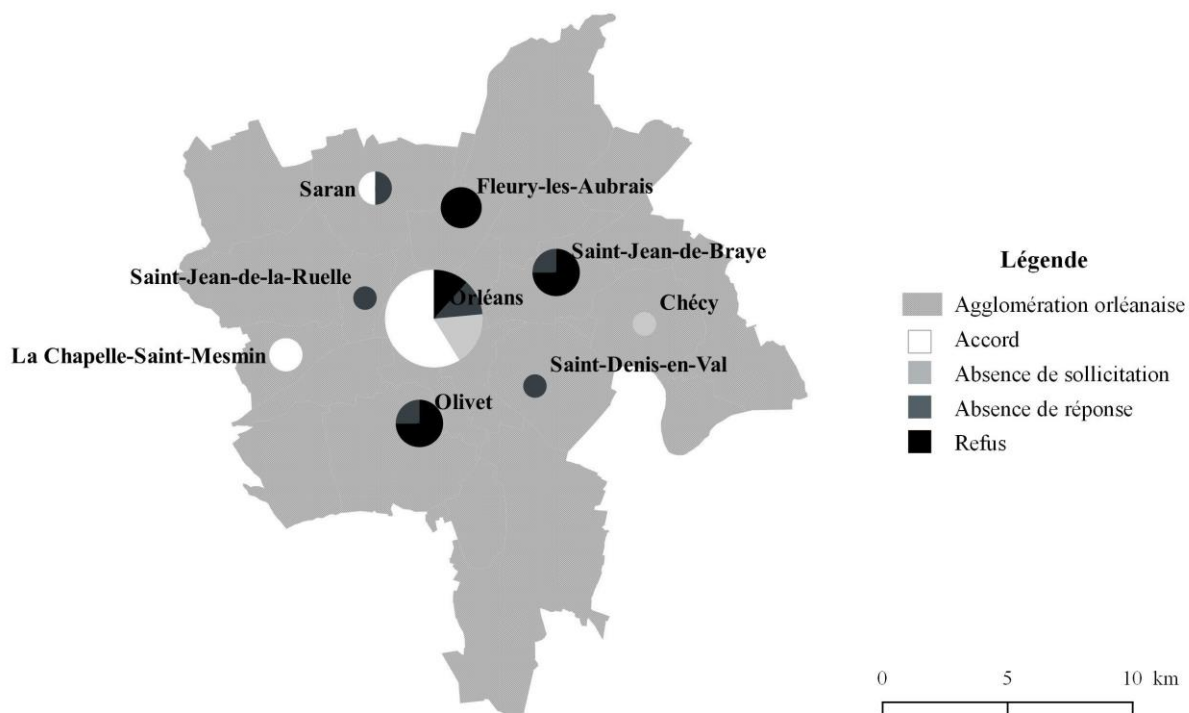 Saran
Fleury-les-Aubrais
Saint-Jean-de-Braye
Saint-Jean-de-la-Ruelle
Orléans
Chécy
La Chapelle-Saint-Mesmin
Saint-Denis-en-Val
Olivet
Légende
Agglomération orléanaise
Accord
Absence de sollicitation
Absence de réponse
Refus
0 5 10 km